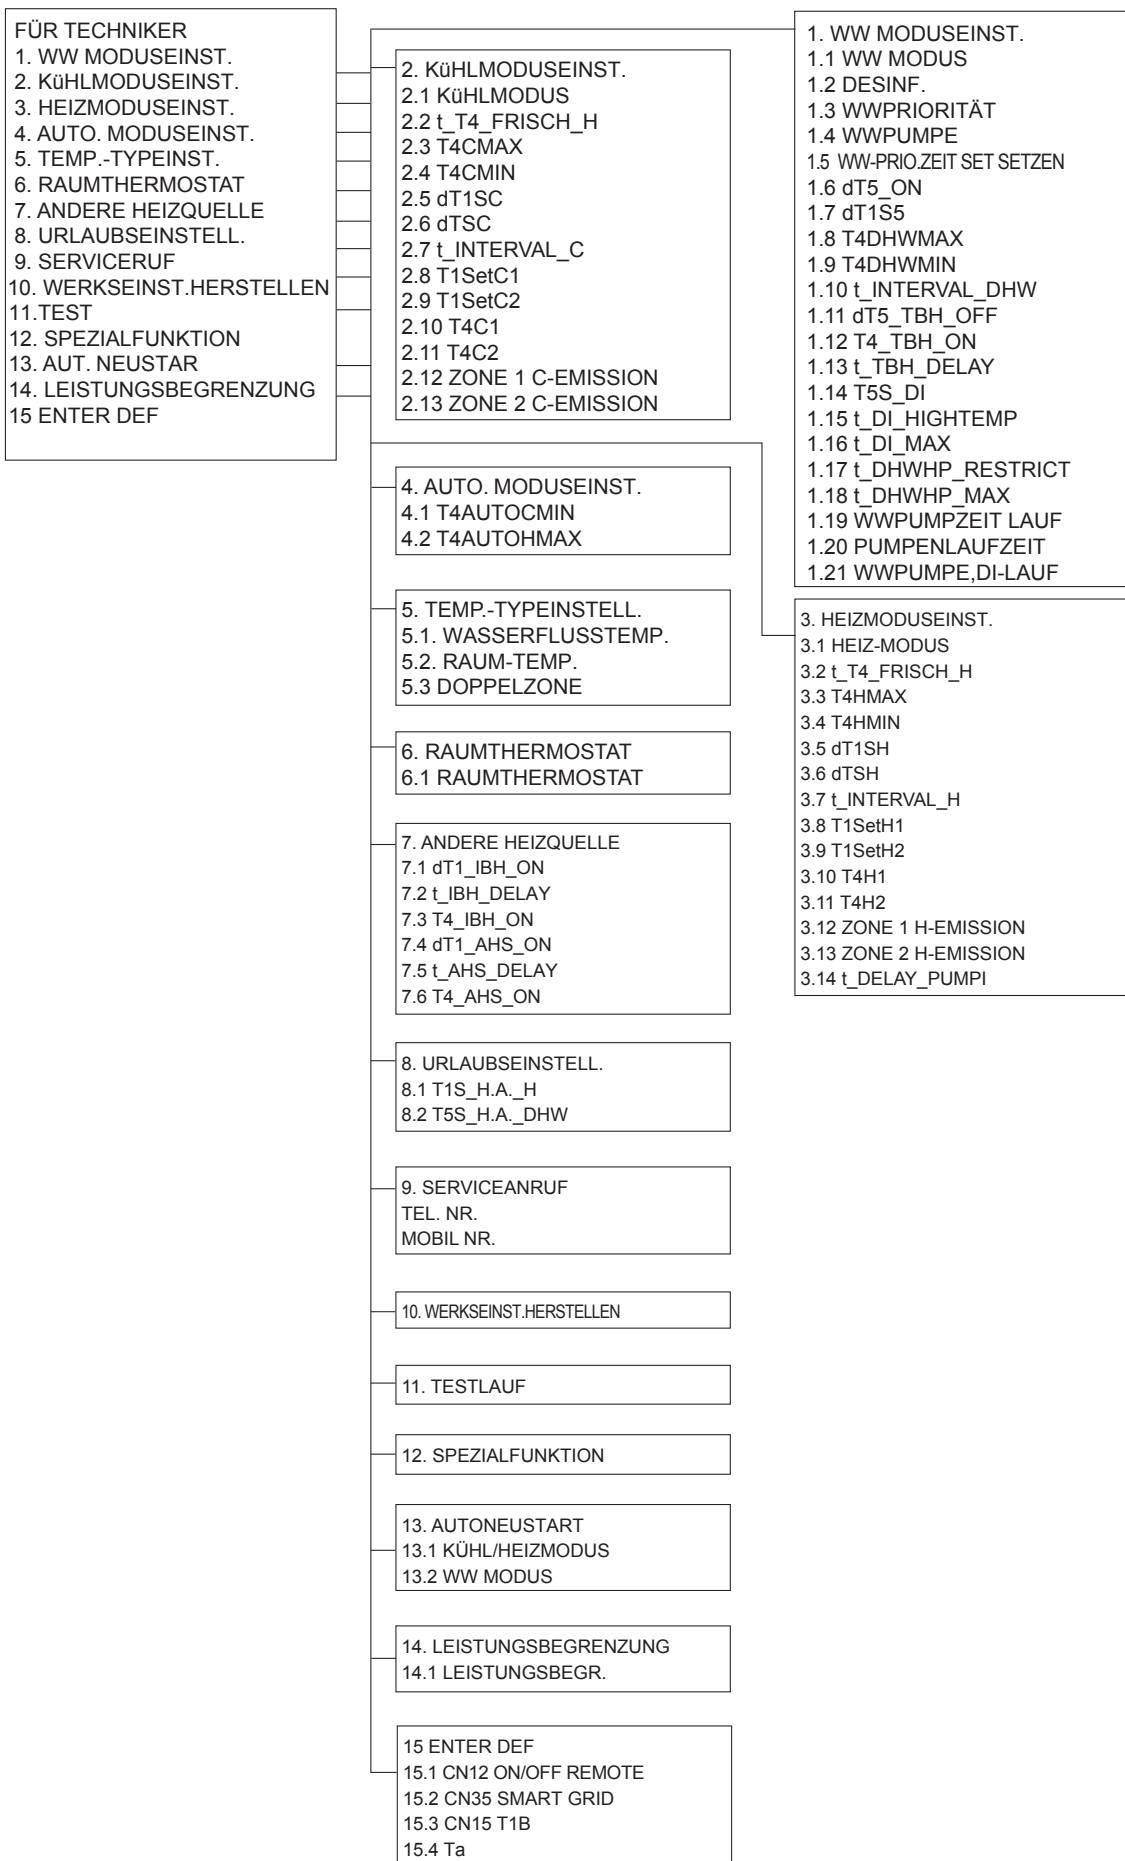 FÜR TECHNIKER
1. WW MODUSEINST.
2. KüHLMODUSEINST.
3. HEIZMODUSEINST.
4. AUTO. MODUSEINST.
5. TEMP.-TYPEINST.
6. RAUMTHERMOSTAT
7. ANDERE HEIZQUELLE
8. URLAUBSEINSTELL.
9. SERVICERUF
10. WERKSEINST.HERSTELLEN
11.TEST
12. SPEZIALFUNKTION
13. AUT. NEUSTAR
14. LEISTUNGSBEGRENZUNG
15 ENTER DEF
1. WW MODUSEINST.
1.1 WW MODUS
1.2 DESINF.
1.3 WWPRIORITÄT
1.4 WWPUMPE
1.5 WW-PRIO.ZEIT SET SETZEN
1.6 dT5_ON
1.7 dT1S5
1.8 T4DHWMAX
1.9 T4DHWMIN
1.10 t_INTERVAL_DHW
1.11 dT5_TBH_OFF
1.12 T4_TBH_ON
1.13 t_TBH_DELAY
1.14 T5S_DI
1.15 t_DI_HIGHTEMP
1.16 t_DI_MAX
1.17 t_DHWHP_RESTRICT
1.18 t_DHWHP_MAX
1.19 WWPUMPZEIT LAUF
1.20 PUMPENLAUFZEIT
1.21 WWPUMPE,DI-LAUF
2. KüHLMODUSEINST.
2.1 KüHLMODUS
2.2 t_T4_FRISCH_H
2.3 T4CMAX
2.4 T4CMIN
2.5 dT1SC
2.6 dTSC
2.7 t_INTERVAL_C
2.8 T1SetC1
2.9 T1SetC2
2.10 T4C1
2.11 T4C2
2.12 ZONE 1 C-EMISSION
2.13 ZONE 2 C-EMISSION
3. HEIZMODUSEINST.
3.1 HEIZ-MODUS
3.2 t_T4_FRISCH_H
3.3 T4HMAX
3.4 T4HMIN
3.5 dT1SH
3.6 dTSH
3.7 t_INTERVAL_H
3.8 T1SetH1
3.9 T1SetH2
3.10 T4H1
3.11 T4H2
3.12 ZONE 1 H-EMISSION
3.13 ZONE 2 H-EMISSION
3.14 t_DELAY_PUMPI
4. AUTO. MODUSEINST.
4.1 T4AUTOCMIN
4.2 T4AUTOHMAX
5. TEMP.-TYPEINSTELL.
5.1. WASSERFLUSSTEMP.
5.2. RAUM-TEMP.
5.3 DOPPELZONE
6. RAUMTHERMOSTAT
6.1 RAUMTHERMOSTAT
7. ANDERE HEIZQUELLE
7.1 dT1_IBH_ON
7.2 t_IBH_DELAY
7.3 T4_IBH_ON
7.4 dT1_AHS_ON
7.5 t_AHS_DELAY
7.6 T4_AHS_ON
8. URLAUBSEINSTELL.
8.1 T1S_H.A._H
8.2 T5S_H.A._DHW
9. SERVICEANRUF
TEL. NR.
MOBIL NR.
10. WERKSEINST.HERSTELLEN
11. TESTLAUF
12. SPEZIALFUNKTION
13. AUTONEUSTART
13.1 KÜHL/HEIZMODUS
13.2 WW MODUS
14. LEISTUNGSBEGRENZUNG
14.1 LEISTUNGSBEGR.
15 ENTER DEF
15.1 CN12 ON/OFF REMOTE
15.2 CN35 SMART GRID
15.3 CN15 T1B
15.4 Ta